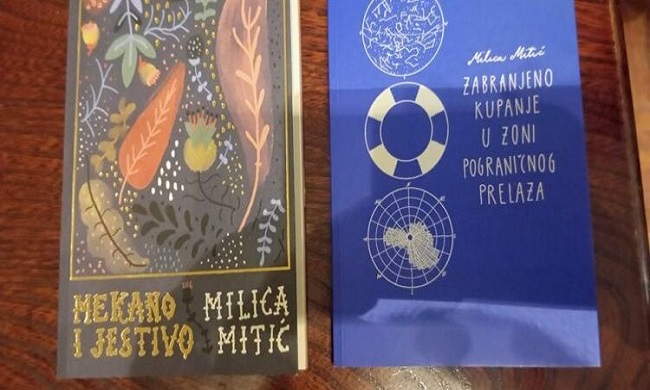 MEKANO
I JESTIVO
MILICA
MITIĆ
Milica Mitić
ZABRANJENO
KUPANJE
U ZONI
POGRANIČNOG
PRELAZA